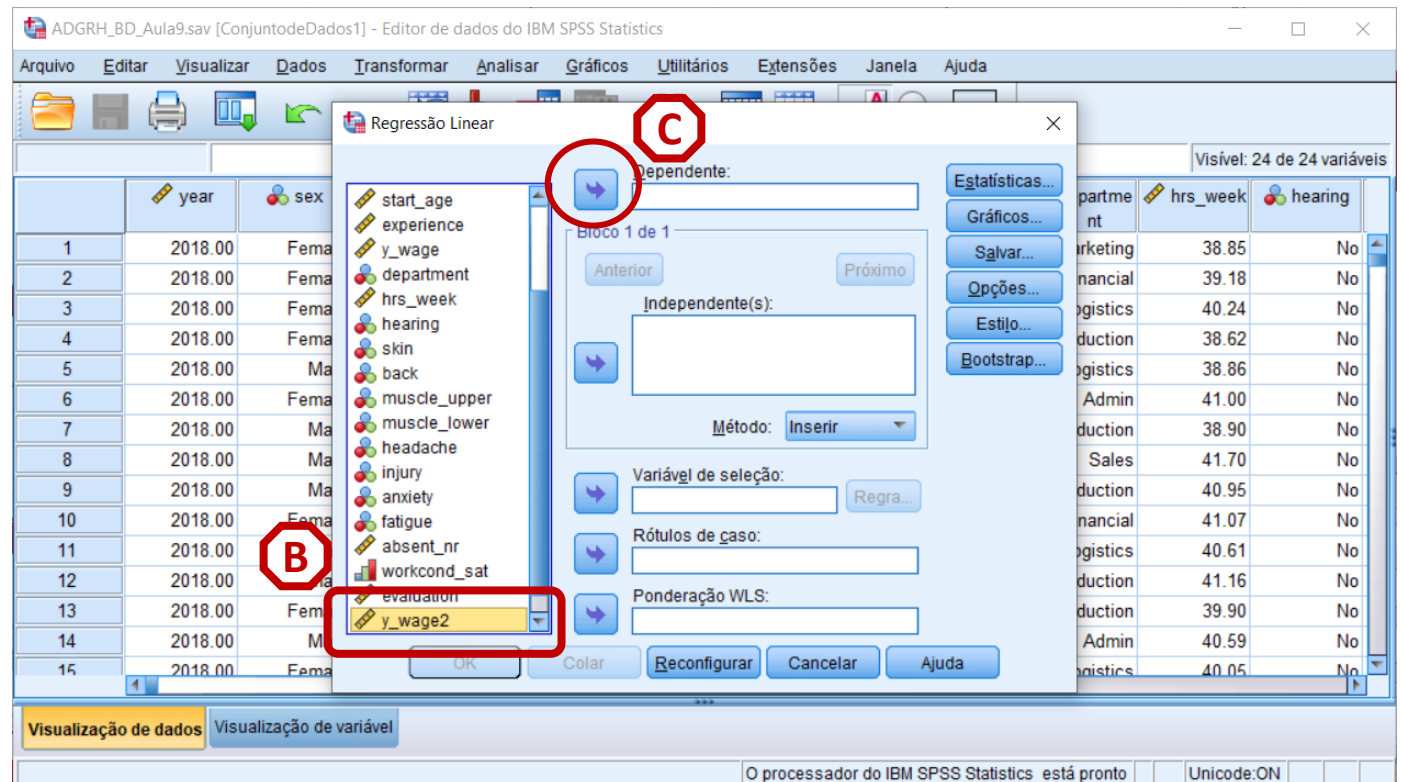 ADGRH_BD_Aula9.sav [ConjuntodeDados1] - Editor de dados do IBM SPSS Statistics
Arquivo Editar Visualizar Dados Transformar Analisar Gráficos Utilitários Extensões Janela Ajuda
Regressão Linear
C
Visível: 24 de 24 variáveis
year sex
partme
nt
hrs_week hearing
1 2018.00 Fema rketing 38.85 No
2 2018.00 Fema nancial 39.18 No
3 2018.00 Fema ogistics 40.24 No
4 2018.00 Fema duction 38.62 No
5 2018.00 Ma ogistics 38.86 No
6 2018.00 Fema Admin 41.00 No
7 2018.00 Ma duction 38.90 No
8 2018.00 Ma Sales 41.70 No
9 2018.00 Ma duction 40.95 No
10 2018.00 Fema nancial 41.07 No
11 2018.00 ogistics 40.61 No
12 2018.00 duction 41.16 No
13 2018.00 Fem duction 39.90 No
14 2018.00 M Admin 40.59 No
15 2018.00 Fema ogistics 40.05 No
start_age
experience
y_wage
department
hrs_week
hearing
skin
back
muscle_upper
muscle_lower
headache
injury
anxiety
fatigue
absent_nr
workcond_sat
evaluation
y_wage2
B
Dependente:
Bloco 1 de 1
Anterior Próximo
Independente(s):
Método: Inserir
Variável de seleção:
Regra...
Rótulos de caso:
Ponderação WLS:
Estatísticas...
Gráficos...
Salvar...
Opções...
Estilo...
Bootstrap...
OK Colar Reconfigurar Cancelar Ajuda
Visualização de dados Visualização de variável
O processador do IBM SPSS Statistics está pronto Unicode:ON